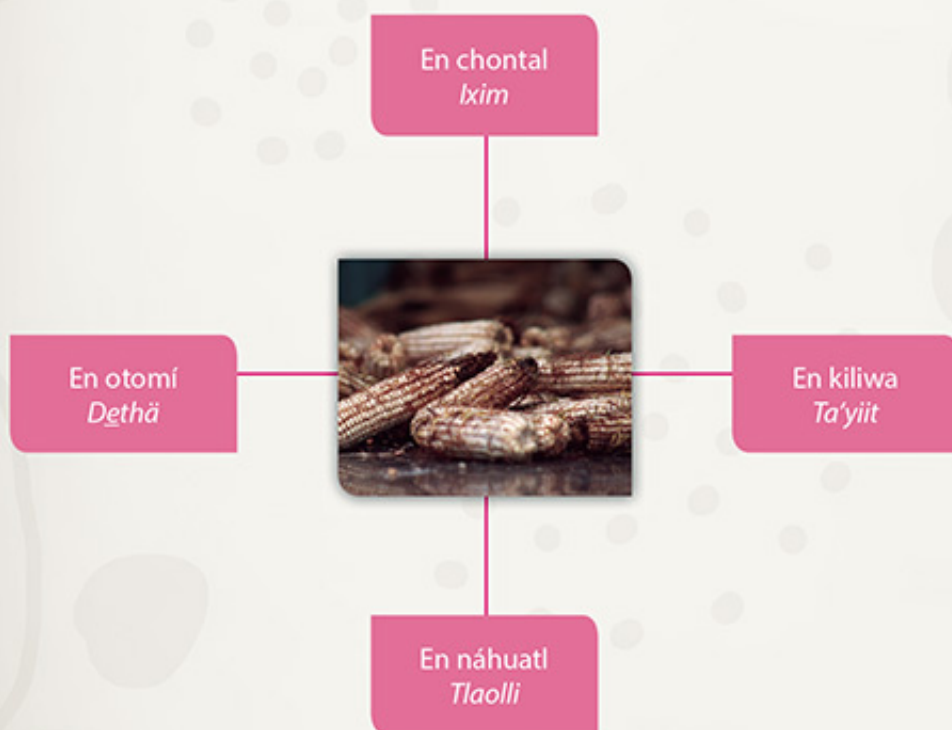 En chontal
Ixim
En otomí
De̲thä
En kiliwa
Ta'yiit
En náhuatl
Tlaolli